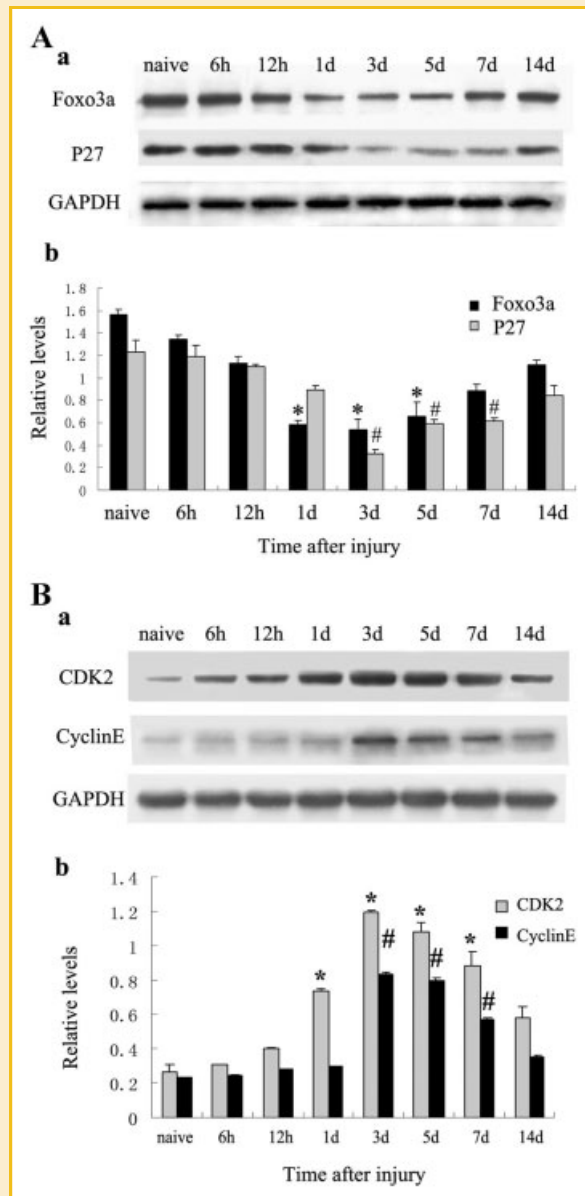 A
a
naive 6h 12h 1d 3d 5d 7d 14d
Foxo3a
P27
GAPDH
b
Relative levels
1.8
1.6
1.4
1.2
1
0.8
0.6
0.4
0.2
0
Foxo3a
P27
* * # * # #
naive 6h 12h 1d 3d 5d 7d 14d
Time after injury
B
a
naive 6h 12h 1d 3d 5d 7d 14d
CDK2
CyclinE
GAPDH
b
Relative levels
1.4
1.2
1
0.8
0.6
0.4
0.2
0
CDK2
CyclinE
* * # * # * #
naive 6h 12h 1d 3d 5d 7d 14d
Time after injury